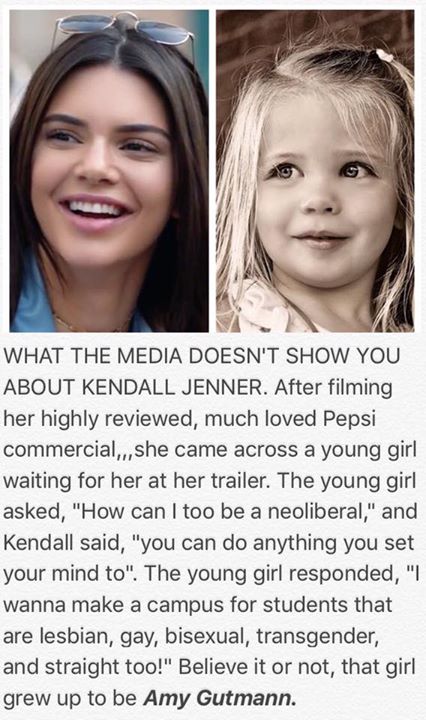 WHAT THE MEDIA DOESN'T SHOW YOU
ABOUT KENDALL JENNER. After filming
her highly reviewed, much loved Pepsi
commercial,,,she came across a young girl
waiting for her at her trailer. The young girl
asked, "How can I too be a neoliberal," and
Kendall said, "you can do anything you set
your mind to". The young girl responded, "I
wanna make a campus for students that
are lesbian, gay, bisexual, transgender,
and straight too!" Believe it or not, that girl
grew up to be Amy Gutmann.